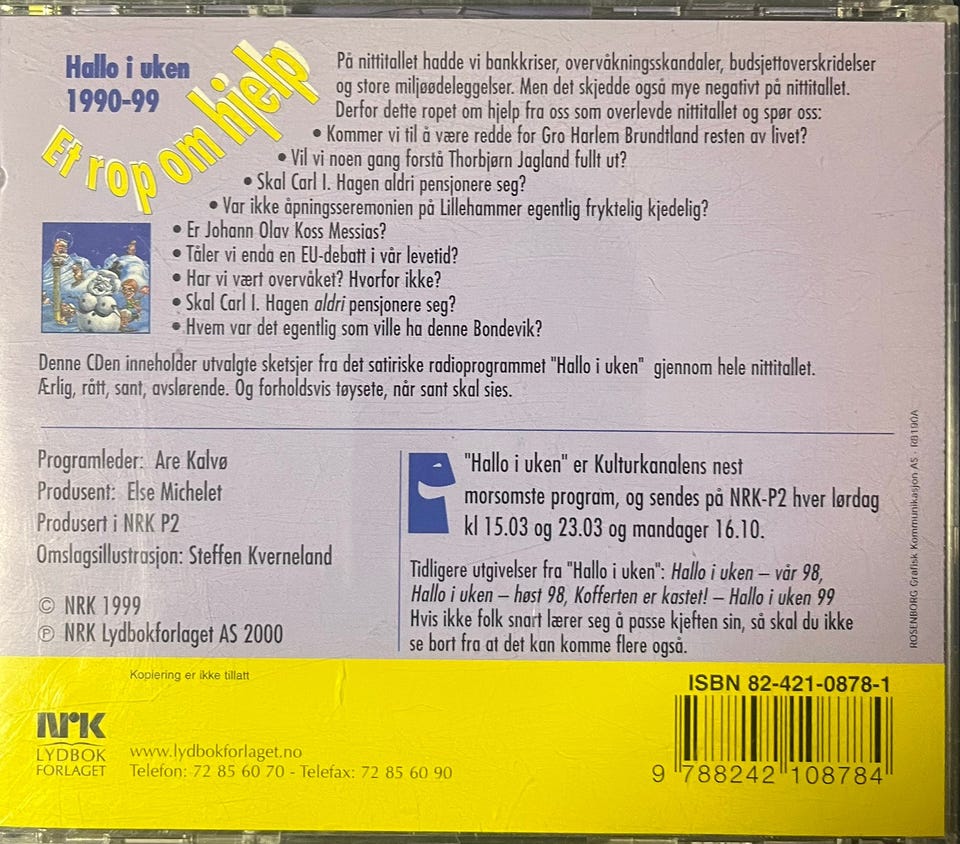 Hallo i uken
1990-99
Et rop om hjelp
På nittitallet hadde vi bankkriser, overvåkningsskandaler, budsjettoverskridelser
og store miljøødeleggelser. Men det skjedde også mye negativt på nittitallet.
Derfor dette ropet om hjelp fra oss som overlevde nittitallet og spør oss:
• Kommer vi til å være redde for Gro Harlem Brundtland resten av livet?
• Vil vi noen gang forstå Thorbjørn Jagland fullt ut?
• Skal Carl I. Hagen aldri pensjonere seg?
• Var ikke åpningsseremonien på Lillehammer egentlig fryktelig kjedelig?
• Er Johann Olav Koss Messias?
• Tåler vi enda en EU-debatt i vår levetid?
• Har vi vært overvåket? Hvorfor ikke?
• Skal Carl I. Hagen aldri pensjonere seg?
• Hvem var det egentlig som ville ha denne Bondevik?
Denne CDen inneholder utvalgte sketsjer fra det satiriske radioprogrammet "Hallo i uken" gjennom hele nittitallet.
Ærlig, rått, sant, avslørende. Og forholdsvis tøysete, når sant skal sies.
Programleder: Are Kalvø
Produsent: Else Michelet
Produsert i NRK P2
Omslagsillustrasjon: Steffen Kverneland
© NRK 1999
℗ NRK Lydbokforlaget AS 2000
"Hallo i uken" er Kulturkanalens nest
morsomste program, og sendes på NRK-P2 hver lørdag
kl 15.03 og 23.03 og mandager 16.10.
Tidligere utgivelser fra "Hallo i uken": Hallo i uken – vår 98,
Hallo i uken – høst 98, Kofferten er kastet! – Hallo i uken 99
Hvis ikke folk snart lærer seg å passe kjeften sin, så skal du ikke
se bort fra at det kan komme flere også.
ROSENBORG Grafisk Kommunikasjon AS - R8190A
Kopiering er ikke tillatt
NRK
LYDBOK
FORLAGET
www.lydbokforlaget.no
Telefon: 72 85 60 70 - Telefax: 72 85 60 90
ISBN 82-421-0878-1
9 788242 108784